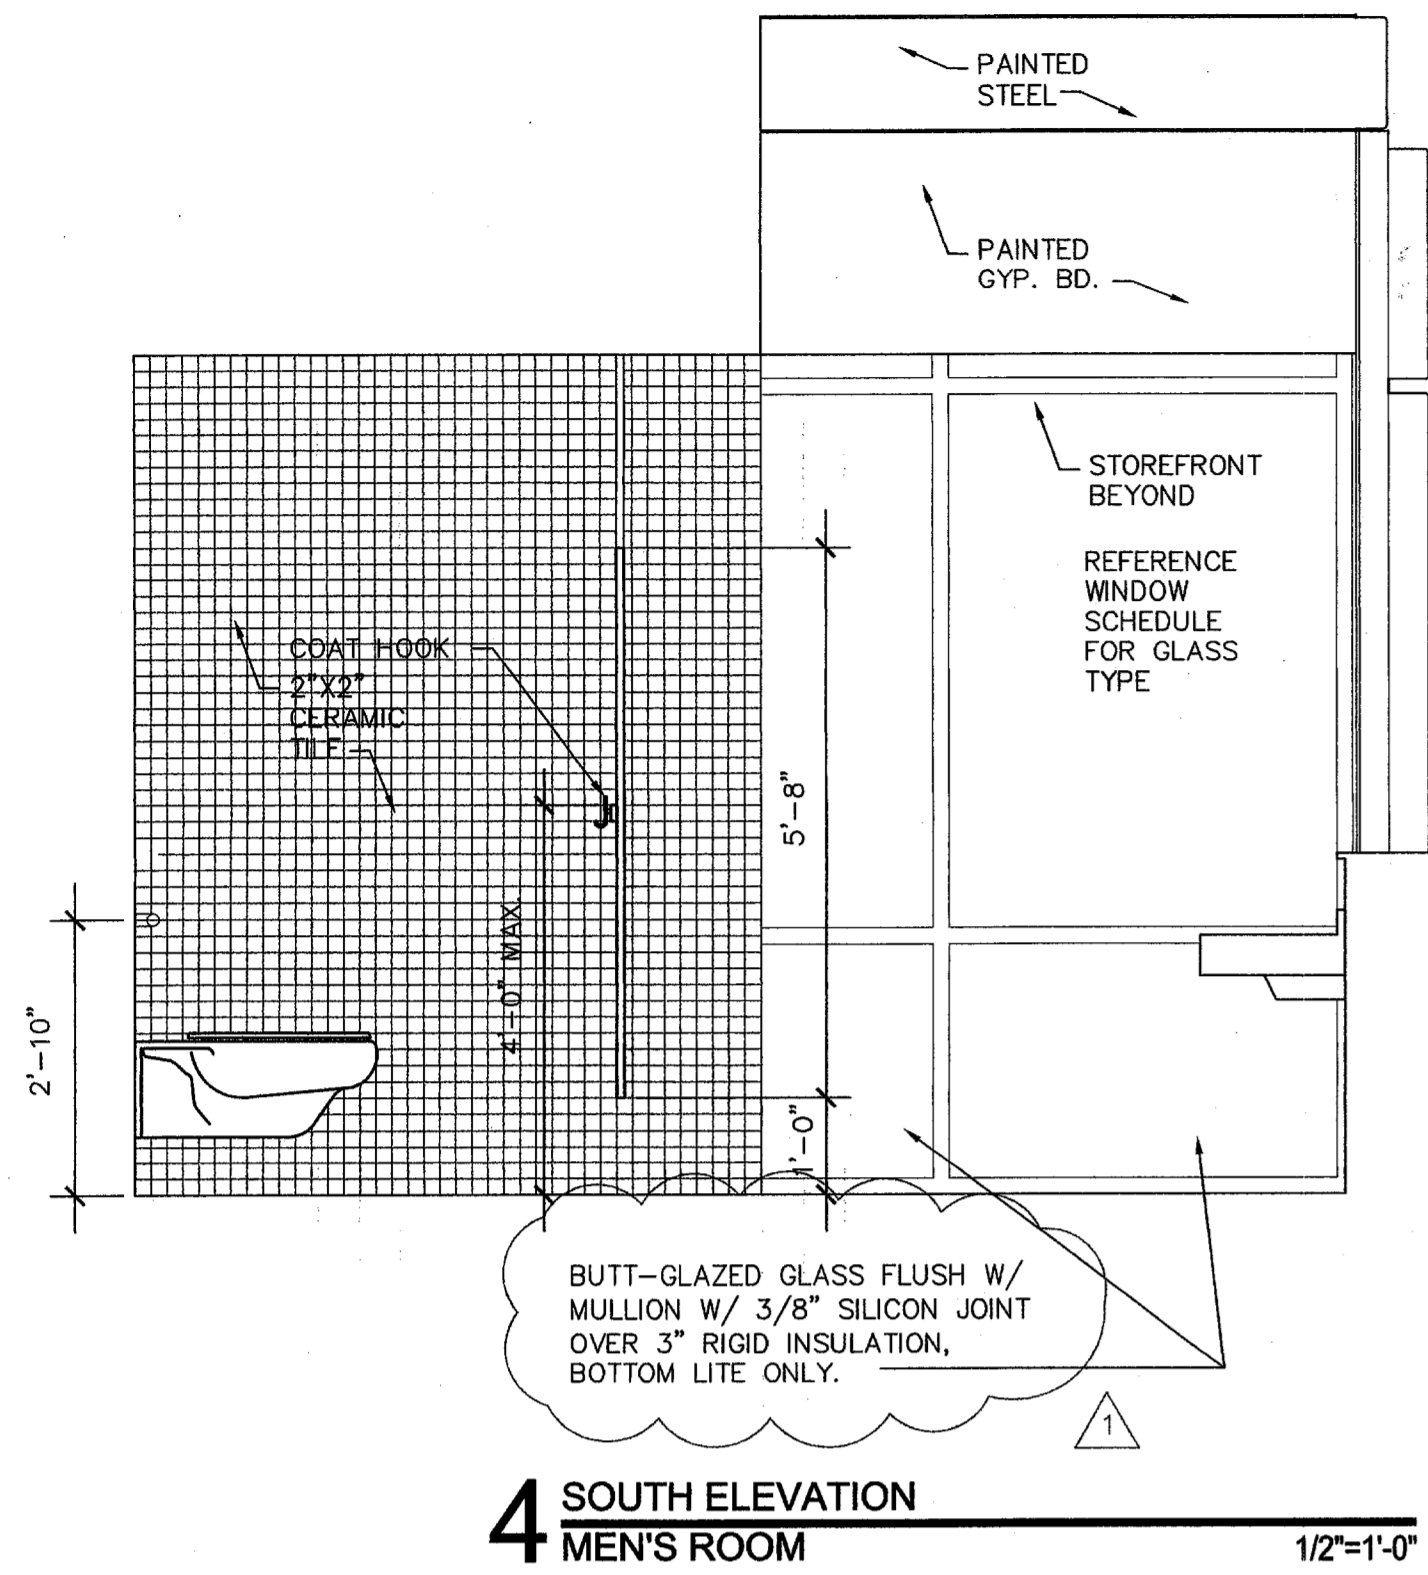 PAINTED
STEEL
PAINTED
GYP. BD.
STOREFRONT
BEYOND
REFERENCE
WINDOW
SCHEDULE
FOR GLASS
TYPE
COAT HOOK
2"X2"
CERAMIC
TILE
5'-8"
4'-0" MAX.
2'-10"
1'-0"
BUTT-GLAZED GLASS FLUSH W/
MULLION W/ 3/8" SILICON JOINT
OVER 3" RIGID INSULATION,
BOTTOM LITE ONLY.
1
4 SOUTH ELEVATION
MEN'S ROOM
1/2"=1'-0"